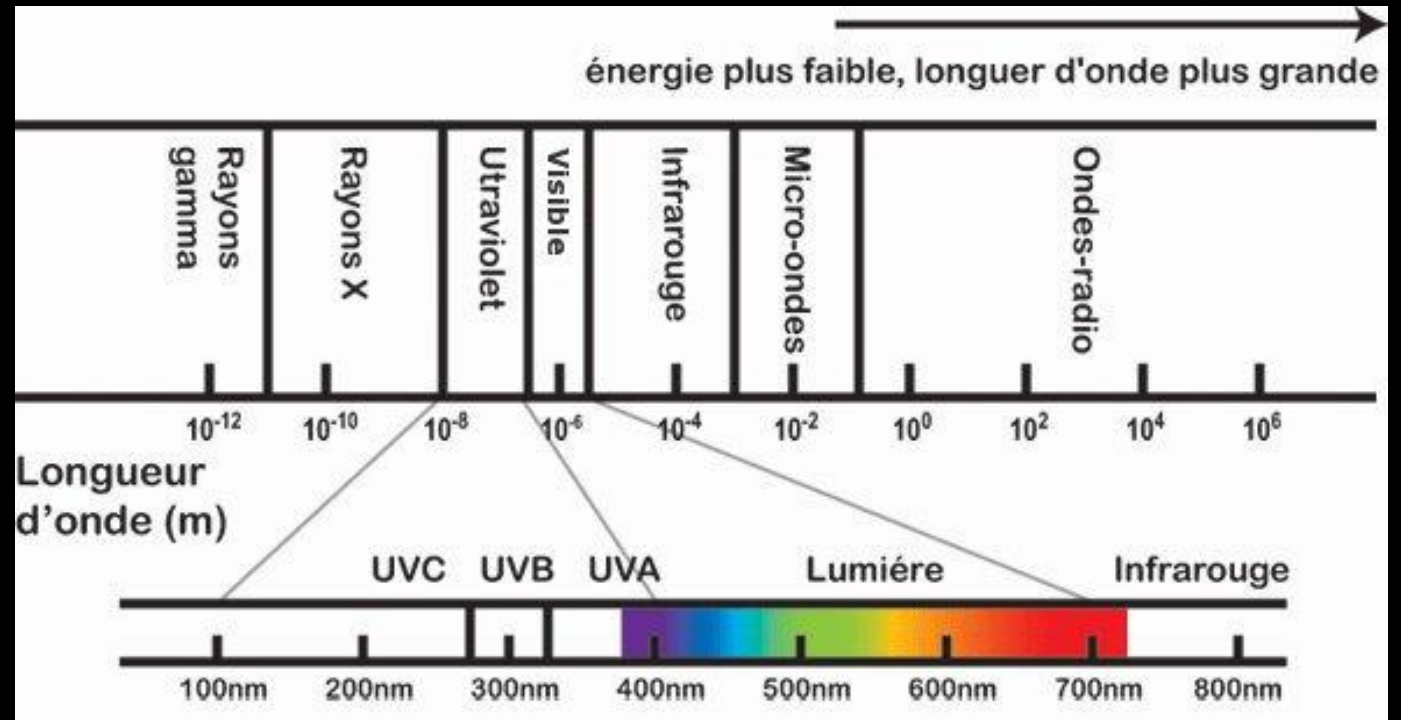 énergie plus faible, longuer d'onde plus grande
Rayons
gamma
Rayons X
Utraviolet
Visible
Infrarouge
Micro-ondes
Ondes-radio
10-12 10-10 10-8 10-6 10-4 10-2 100 102 104 106
Longueur
d'onde (m)
UVC UVB UVA Lumiére Infrarouge
100nm 200nm 300nm 400nm 500nm 600nm 700nm 800nm